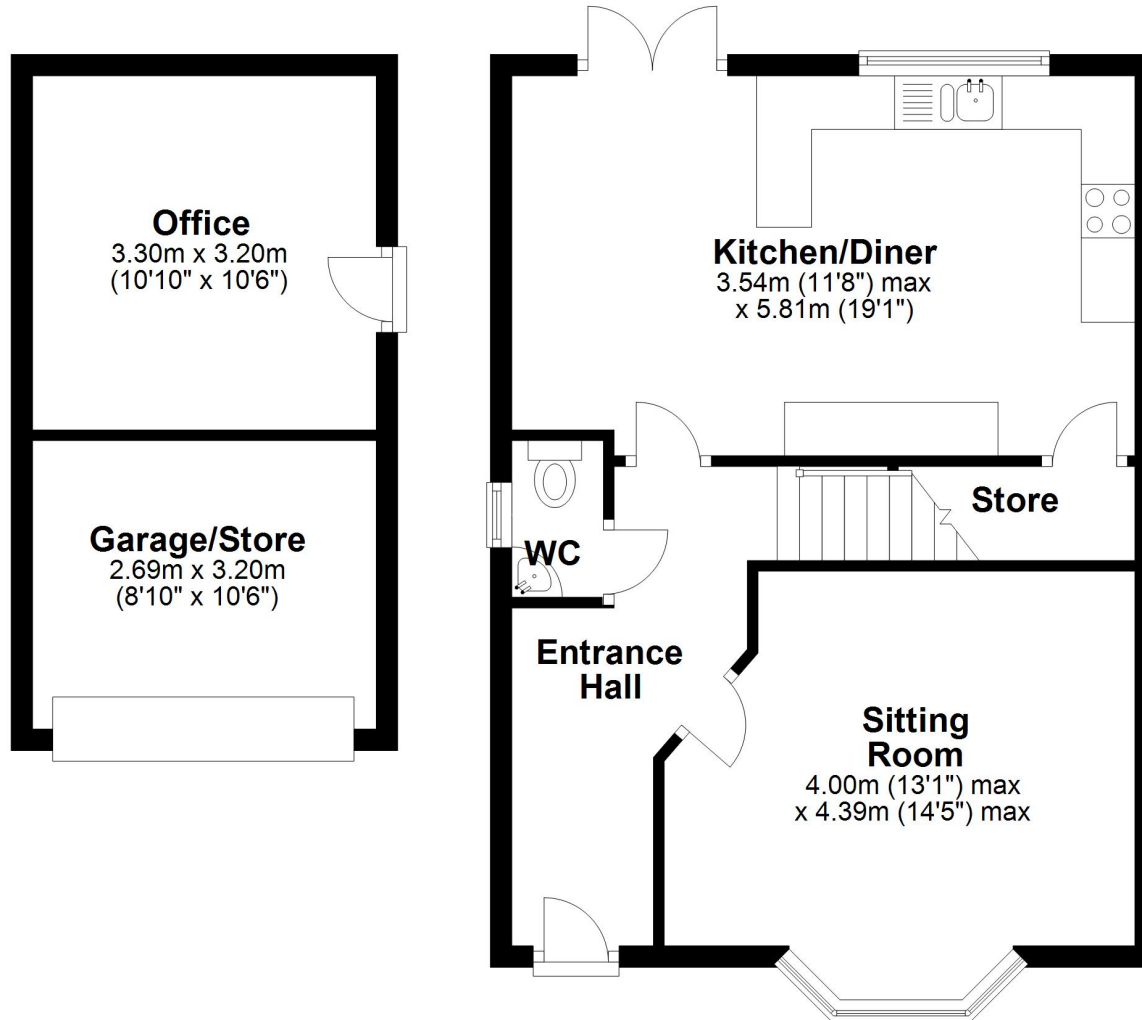 Office
3.30m x 3.20m
(10'10" x 10'6")
Garage/Store
2.69m x 3.20m
(8'10" x 10'6")
Kitchen/Diner
3.54m (11'8") max
x 5.81m (19'1")
Store
WC
Entrance
Hall
Sitting
Room
4.00m (13'1") max
x 4.39m (14'5") max